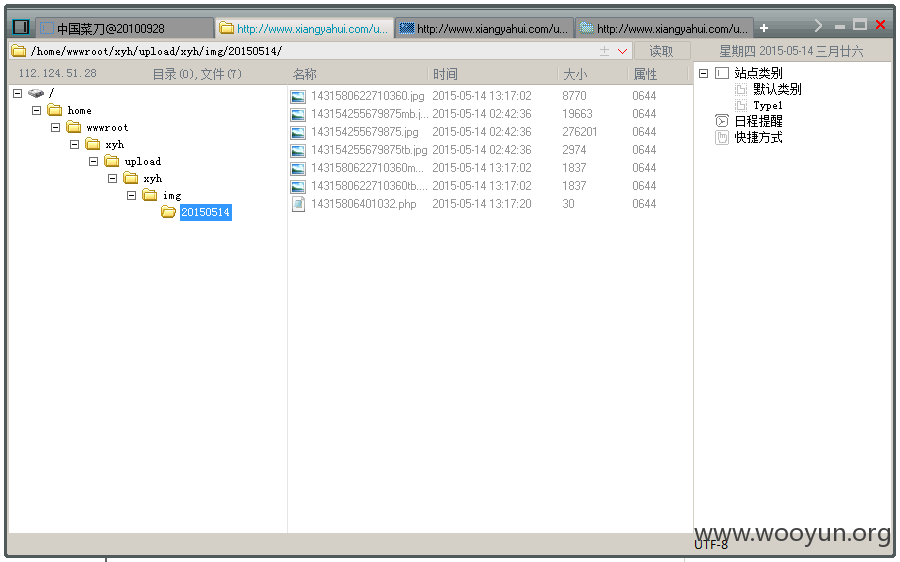 中国菜刀@20100928 http://www.xiangyahui.com/u... http://www.xiangyahui.com/u... http://www.xiangyahui.com/u...
/home/wwwroot/xyh/upload/xyh/img/20150514/ 读取 星期四 2015-05-14 三月廿六
112.124.51.28 目录(0),文件(7) 名称 时间 大小 属性
/
home
wwwroot
xyh
upload
xyh
img
20150514
1431580622710360.jpg 2015-05-14 13:17:02 8770 0644
143154255679875mb.j... 2015-05-14 02:42:36 19663 0644
143154255679875.jpg 2015-05-14 02:42:36 276201 0644
143154255679875tb.jpg 2015-05-14 02:42:36 2974 0644
1431580622710360m... 2015-05-14 13:17:02 1837 0644
1431580622710360tb.... 2015-05-14 13:17:02 1837 0644
14315806401032.php 2015-05-14 13:17:20 30 0644
站点类别
默认类别
Type1
日程提醒
快捷方式
www.wooyun.org
UTF-8